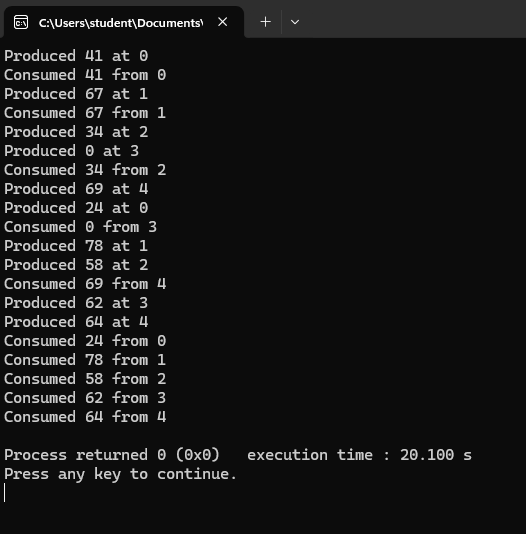 C:\Users\student\Documents\
Produced 41 at 0
Consumed 41 from 0
Produced 67 at 1
Consumed 67 from 1
Produced 34 at 2
Produced 0 at 3
Consumed 34 from 2
Produced 69 at 4
Produced 24 at 0
Consumed 0 from 3
Produced 78 at 1
Produced 58 at 2
Consumed 69 from 4
Produced 62 at 3
Produced 64 at 4
Consumed 24 from 0
Consumed 78 from 1
Consumed 58 from 2
Consumed 62 from 3
Consumed 64 from 4
Process returned 0 (0x0)   execution time : 20.100 s
Press any key to continue.